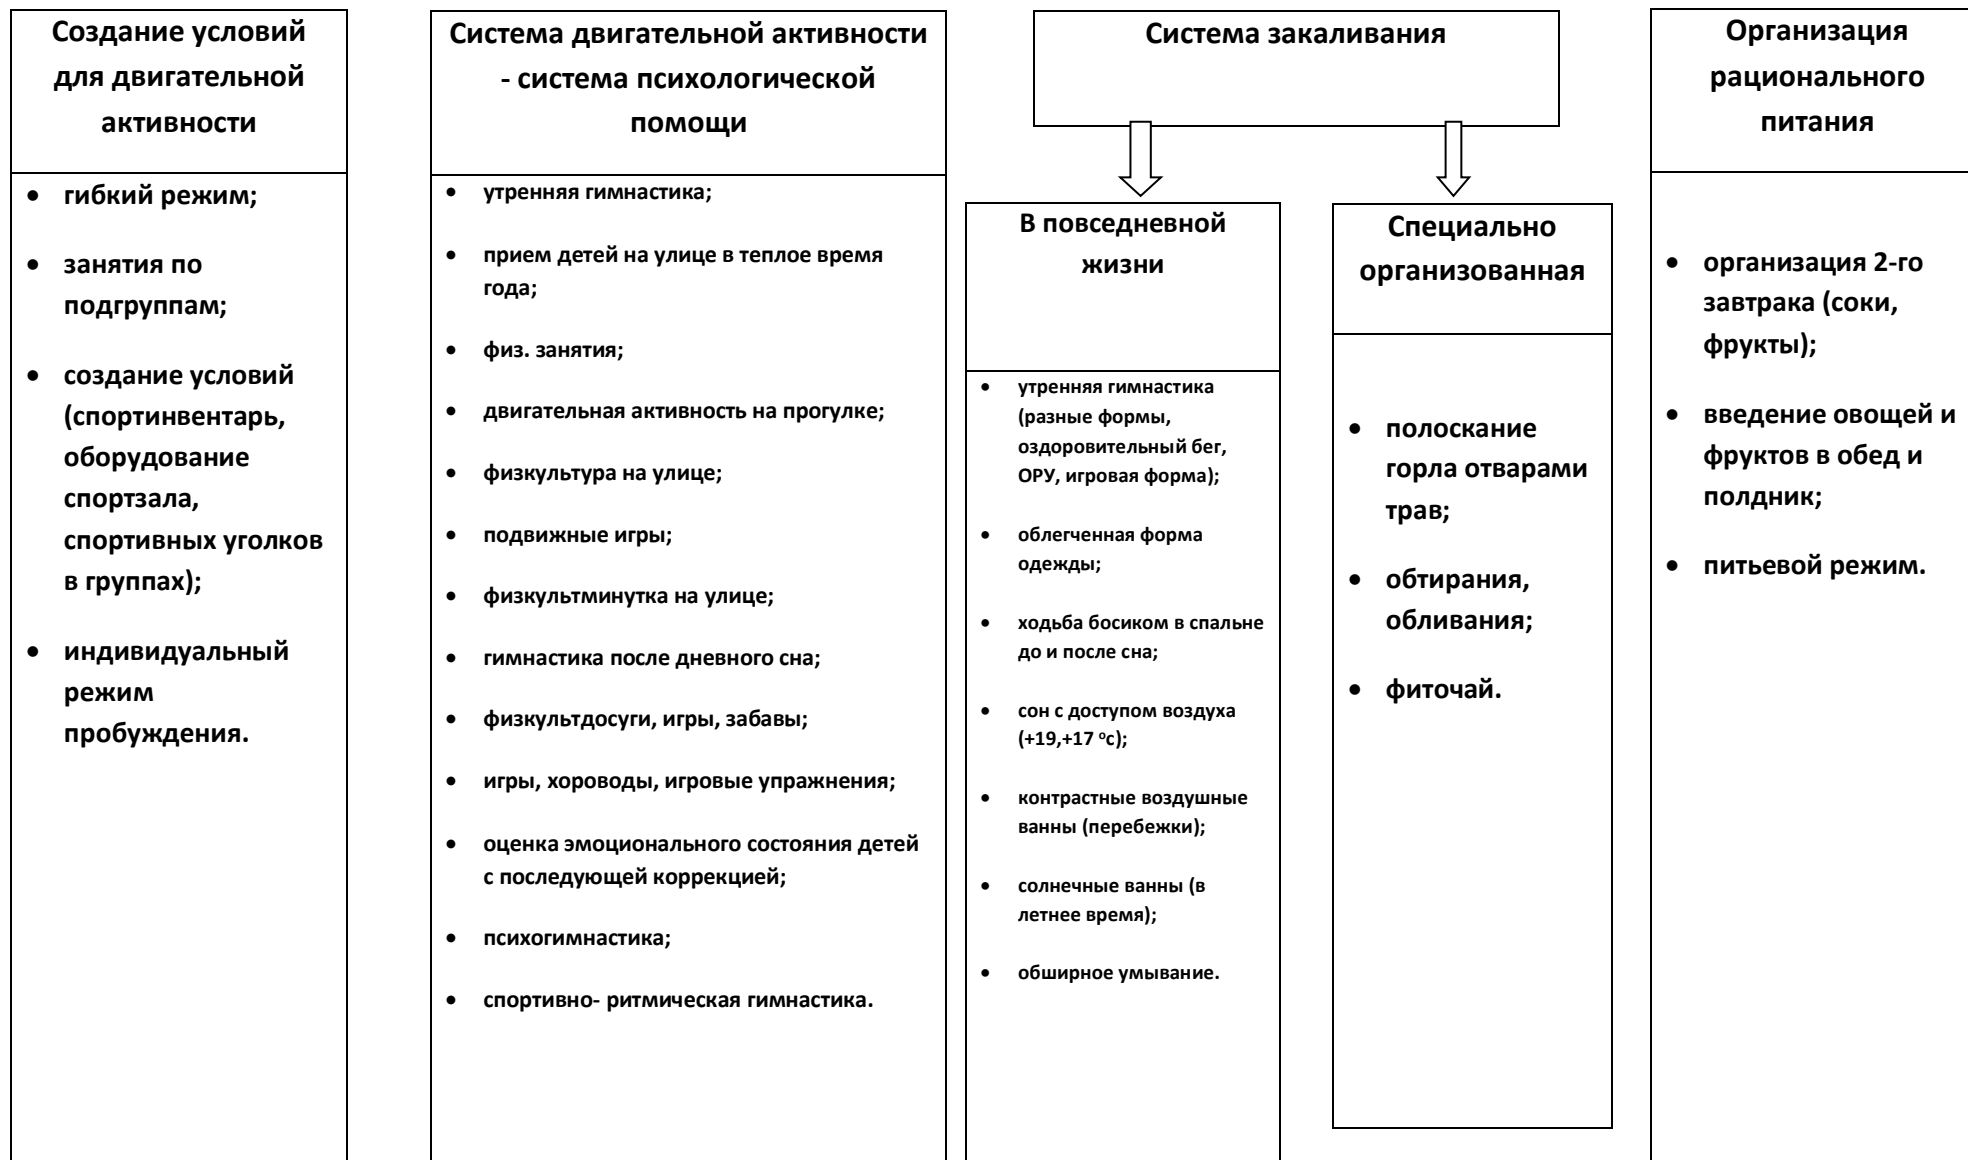 Создание условий
для двигательной
активности
• гибкий режим;
• занятия по
подгруппам;
• создание условий
(спортинвентарь,
оборудование
спортзала,
спортивных уголков
в группах);
• индивидуальный
режим
пробуждения.
Система двигательной активности
- система психологической
помощи
• утренняя гимнастика;
• прием детей на улице в теплое время
года;
• физ. занятия;
• двигательная активность на прогулке;
• физкультура на улице;
• подвижные игры;
• физкультминутка на улице;
• гимнастика после дневного сна;
• физкультдосуги, игры, забавы;
• игры, хороводы, игровые упражнения;
• оценка эмоционального состояния детей
с последующей коррекцией;
• психогимнастика;
• спортивно- ритмическая гимнастика.
Система закаливания
В повседневной
жизни
• утренняя гимнастика
(разные формы,
оздоровительный бег,
ОРУ, игровая форма);
• облегченная форма
одежды;
• ходьба босиком в спальне
до и после сна;
• сон с доступом воздуха
(+19,+17 ᵒс);
• контрастные воздушные
ванны (перебежки);
• солнечные ванны (в
летнее время);
• обширное умывание.
Специально
организованная
• полоскание
горла отварами
трав;
• обтирания,
обливания;
• фиточай.
Организация
рационального
питания
• организация 2-го
завтрака (соки,
фрукты);
• введение овощей и
фруктов в обед и
полдник;
• питьевой режим.